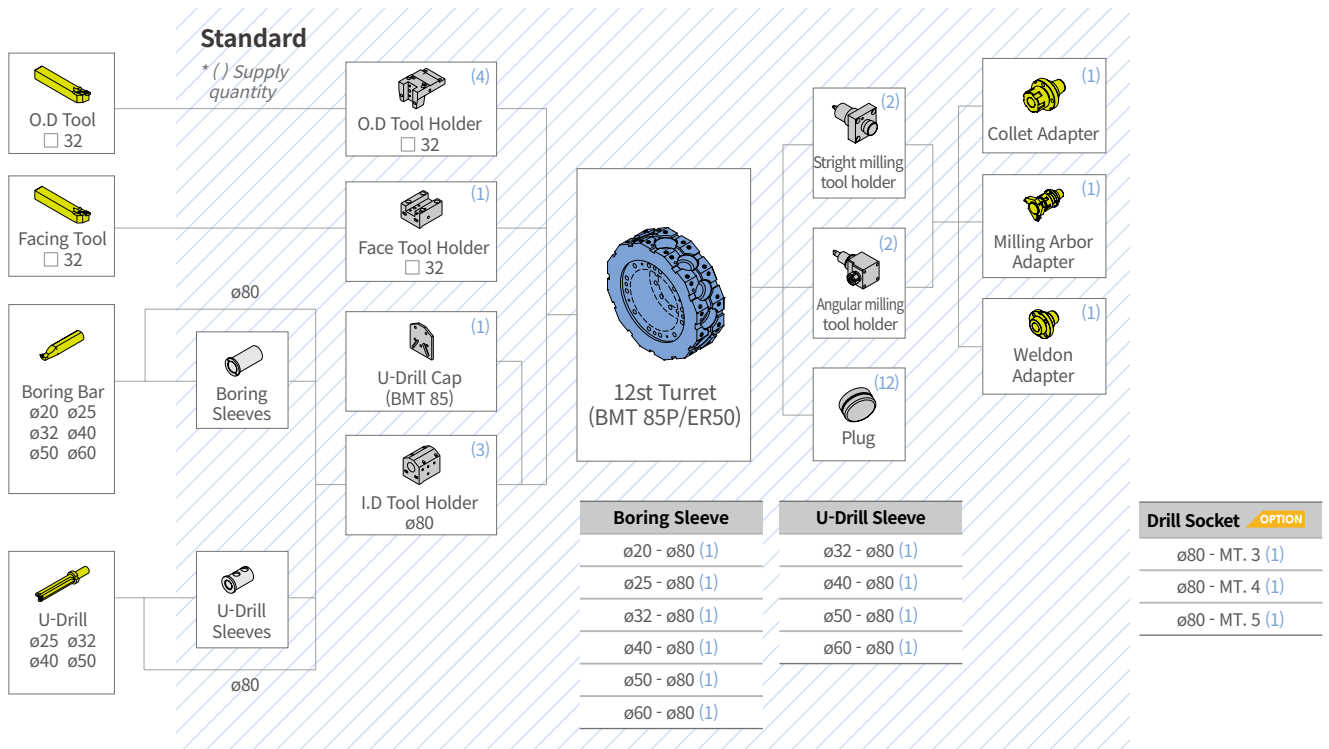 Standard
* ( ) Supply
quantity
O.D Tool
□ 32
Facing Tool
□ 32
ø80
Boring Bar
ø20 ø25
ø32 ø40
ø50 ø60
Boring
Sleeves
U-Drill
ø25 ø32
ø40 ø50
U-Drill
Sleeves
ø80
(4)
O.D Tool Holder
□ 32
(1)
Face Tool Holder
□ 32
(1)
U-Drill Cap
(BMT 85)
(3)
I.D Tool Holder
ø80
12st Turret
(BMT 85P/ER50)
(2)
Stright milling
tool holder
(2)
Angular milling
tool holder
(12)
Plug
(1)
Collet Adapter
(1)
Milling Arbor
Adapter
(1)
Weldon
Adapter
Boring Sleeve
ø20 - ø80 (1)
ø25 - ø80 (1)
ø32 - ø80 (1)
ø40 - ø80 (1)
ø50 - ø80 (1)
ø60 - ø80 (1)
U-Drill Sleeve
ø32 - ø80 (1)
ø40 - ø80 (1)
ø50 - ø80 (1)
ø60 - ø80 (1)
Drill Socket OPTION
ø80 - MT. 3 (1)
ø80 - MT. 4 (1)
ø80 - MT. 5 (1)